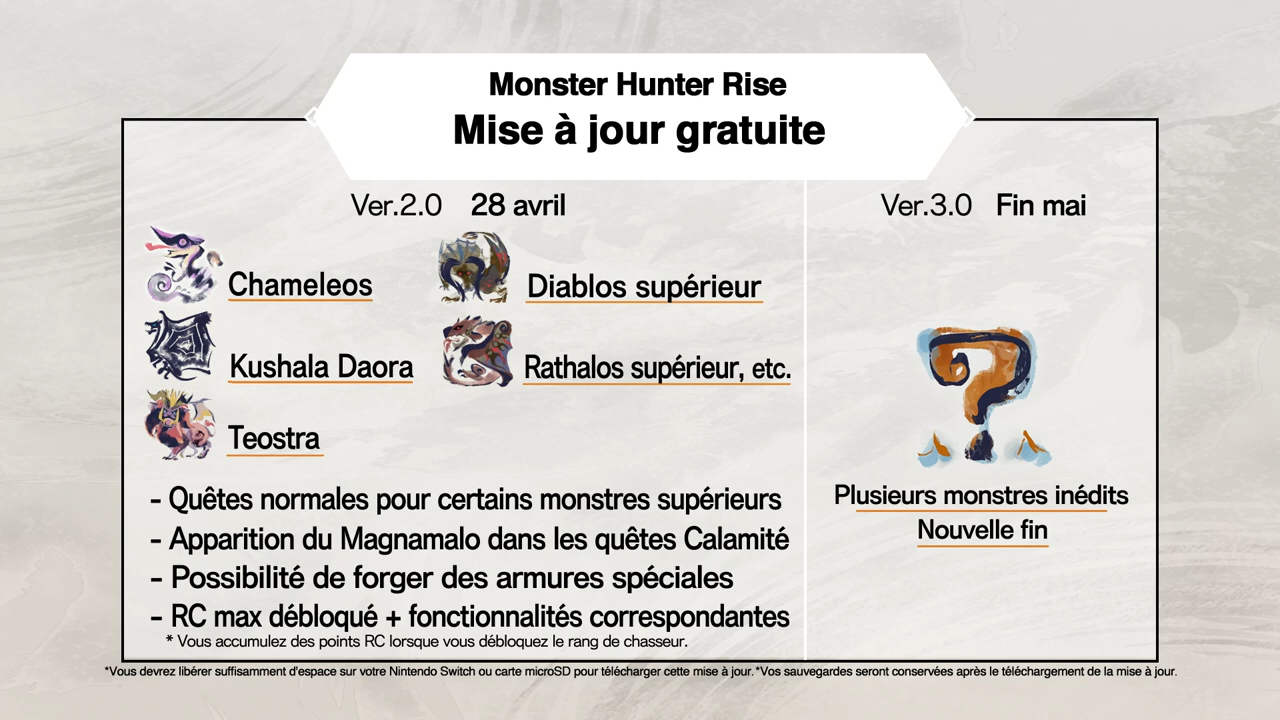 Monster Hunter Rise
Mise à jour gratuite
Ver.2.0 28 avril
Chameleos
Diablos supérieur
Kushala Daora
Rathalos supérieur, etc.
Teostra
- Quêtes normales pour certains monstres supérieurs
- Apparition du Magnamalo dans les quêtes Calamité
- Possibilité de forger des armures spéciales
- RC max débloqué + fonctionnalités correspondantes
* Vous accumulez des points RC lorsque vous débloquez le rang de chasseur.
Ver.3.0 Fin mai
?
Plusieurs monstres inédits
Nouvelle fin
*Vous devrez libérer suffisamment d'espace sur votre Nintendo Switch ou carte microSD pour télécharger cette mise à jour. *Vos sauvegardes seront conservées après le téléchargement de la mise à jour.